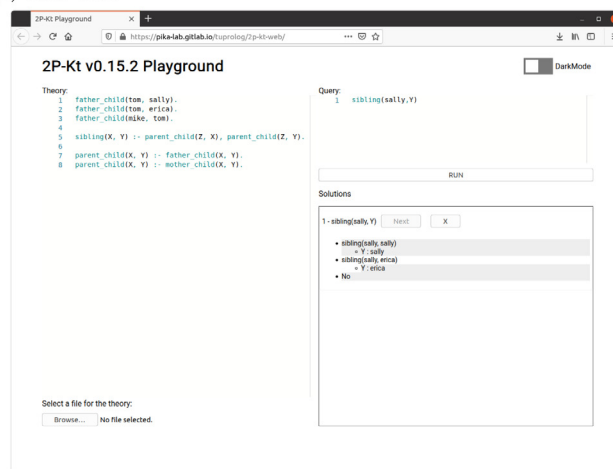 2P-Kt Playground
https://pika-lab.gitlab.io/tuprolog/2p-kt-web/
2P-Kt v0.15.2 Playground
DarkMode
Theory:
1 father_child(tom, sally).
2 father_child(tom, erica).
3 father_child(mike, tom).
4
5 sibling(X, Y) :- parent_child(Z, X), parent_child(Z, Y).
6
7 parent_child(X, Y) :- father_child(X, Y).
8 parent_child(X, Y) :- mother_child(X, Y).
Select a file for the theory:
Browse... No file selected.
Query:
1 sibling(sally,Y)
RUN
Solutions
1 - sibling(sally, Y) Next X
• sibling(sally, sally)
Y : sally
• sibling(sally, erica)
Y : erica
• No